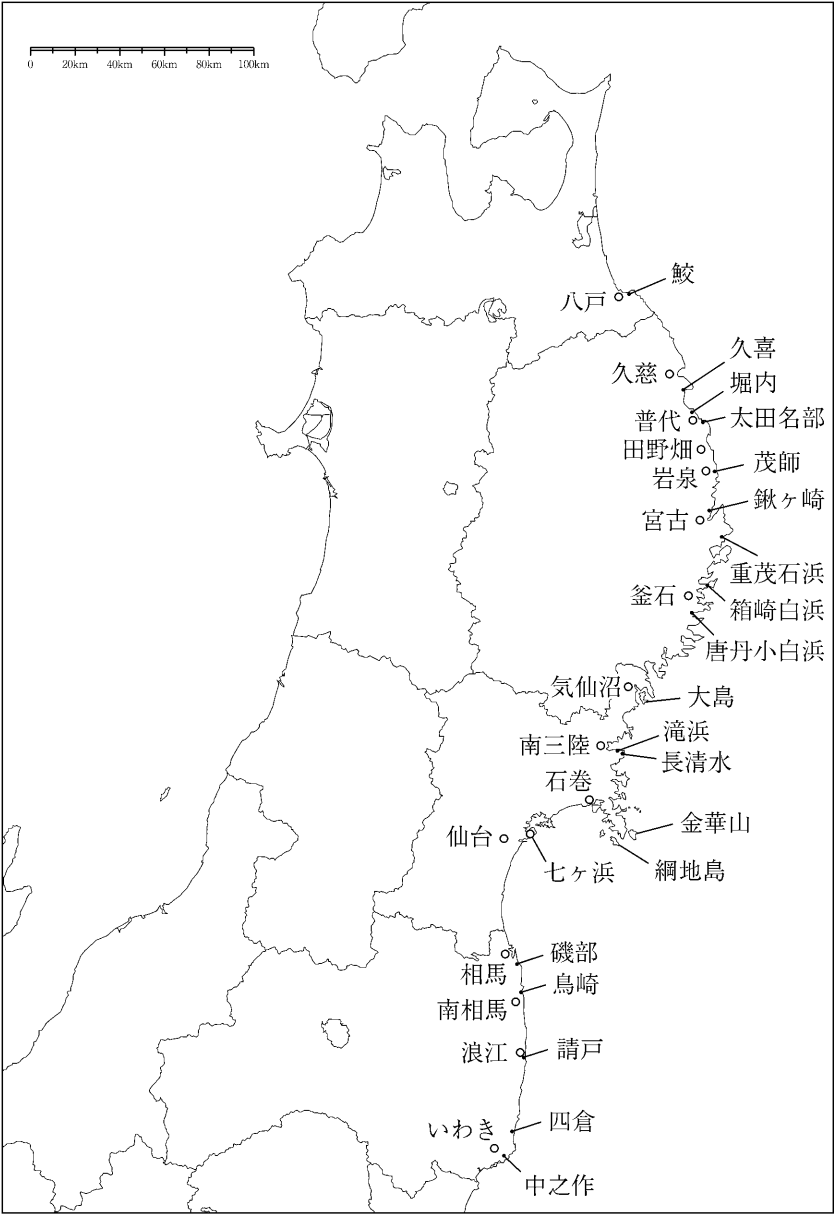 0 20km 40km 60km 80km 100km
鮫
八戸
久喜
久慈
堀内
普代
太田名部
田野畑
茂師
岩泉
鍬ヶ崎
宮古
重茂石浜
釜石
箱崎白浜
唐丹小白浜
気仙沼
大島
滝浜
南三陸
長清水
石巻
金華山
仙台
七ヶ浜
網地島
磯部
相馬
烏崎
南相馬
請戸
浪江
四倉
いわき
中之作